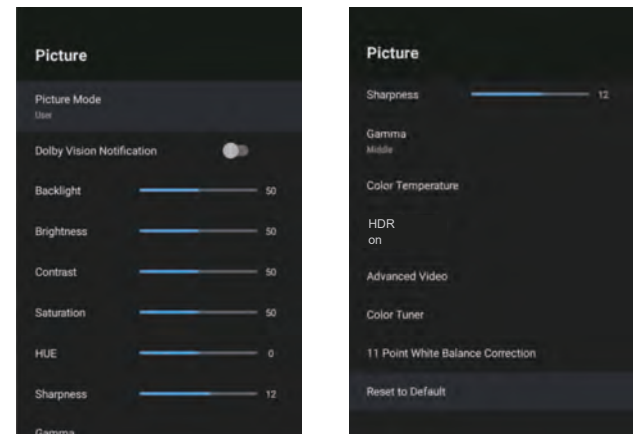 Picture
Picture Mode
User
Dolby Vision Notification
Backlight 50
Brightness 50
Contrast 50
Saturation 50
HUE 0
Sharpness 12
Gamma
Picture
Sharpness 12
Gamma
Middle
Color Temperature
HDR
on
Advanced Video
Color Tuner
11 Point White Balance Correction
Reset to Default